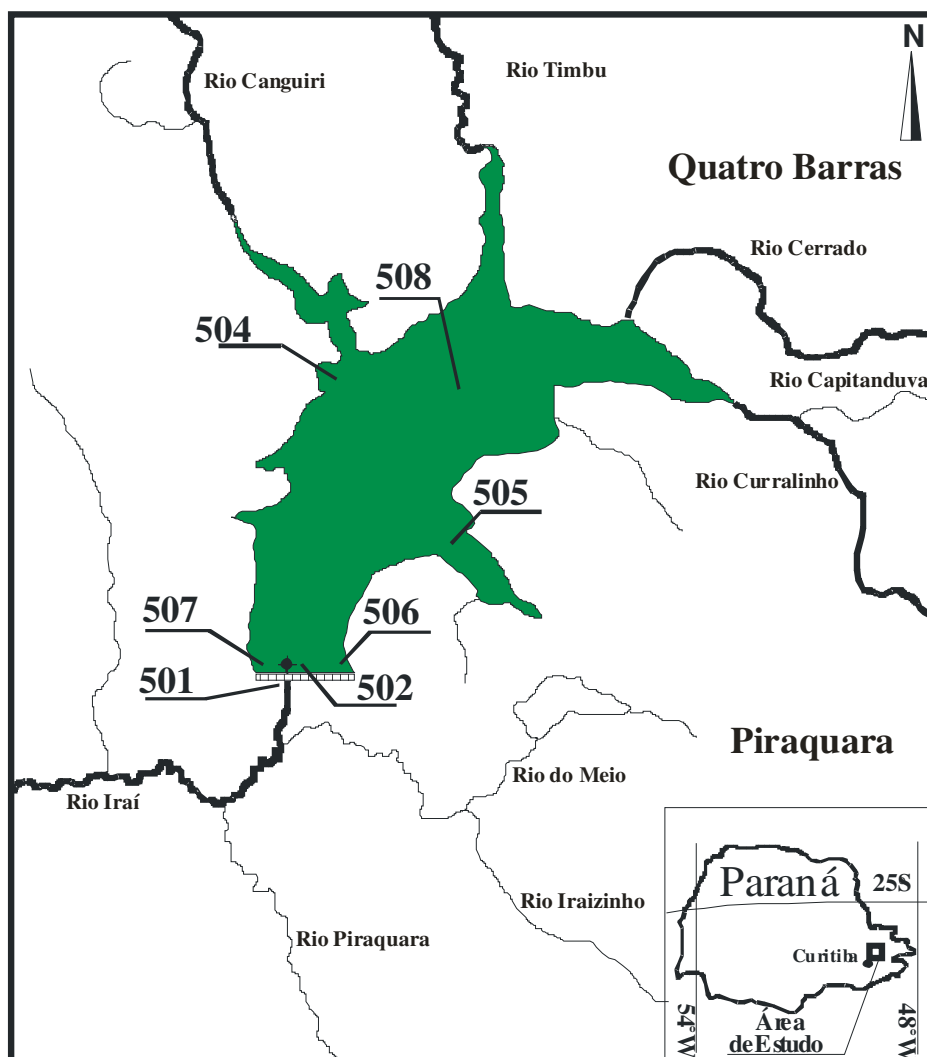 N
Rio Canguiri
Rio Timbu
Quatro Barras
Rio Cerrado
508
504
Rio Capitanduva
Rio Curralinho
505
507
506
501
502
Piraquara
Rio do Meio
Rio Iraí
Rio Iraizinho
Rio Piraquara
Paraná
25S
Curitiba
54°W
48°W
Área
de Estudo